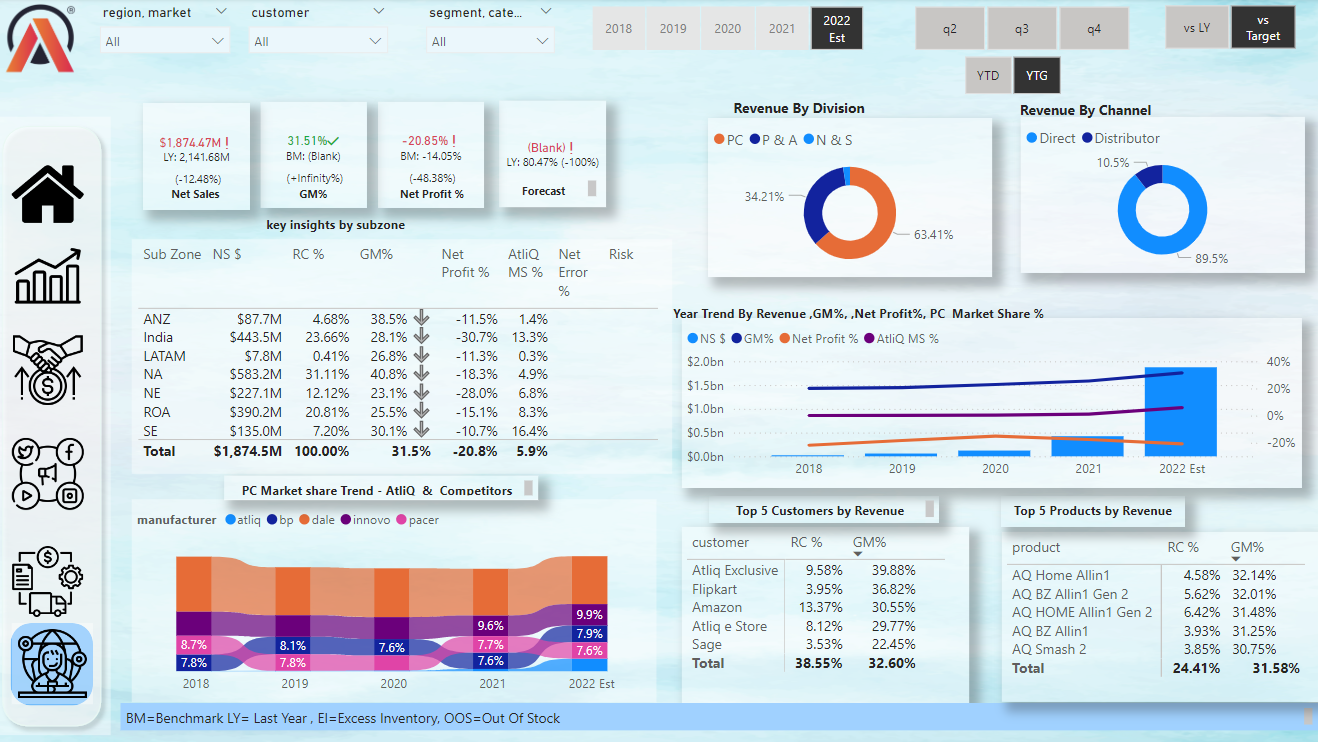 region, market
customer
segment, cate...
All
All
All
2018
2019
2020
2021
2022
Est
q2
q3
q4
vs LY
vs
Target
YTD
YTG
$1,874.47M !
LY: 2,141.68M
(-12.48%)
Net Sales
31.51%
BM: (Blank)
(+Infinity%)
GM%
-20.85% !
BM: -14.05%
(-48.38%)
Net Profit %
(Blank) !
LY: 80.47% (-100%)
Forecast
Revenue By Division
PC P & A N & S
34.21%
63.41%
Revenue By Channel
Direct Distributor
10.5%
89.5%
key insights by subzone
Sub Zone NS $ RC % GM% Net Profit % AtliQ MS % Net Error % Risk
ANZ $87.7M 4.68% 38.5% -11.5% 1.4%
India $443.5M 23.66% 28.1% -30.7% 13.3%
LATAM $7.8M 0.41% 26.8% -11.3% 0.3%
NA $583.2M 31.11% 40.8% -18.3% 4.9%
NE $227.1M 12.12% 23.1% -28.0% 6.8%
ROA $390.2M 20.81% 25.5% -15.1% 8.3%
SE $135.0M 7.20% 30.1% -10.7% 16.4%
Total $1,874.5M 100.00% 31.5% -20.8% 5.9%
Year Trend By Revenue ,GM%, ,Net Profit%, PC Market Share %
NS $ GM% Net Profit % AtliQ MS %
$2.0bn
$1.5bn
$1.0bn
$0.5bn
$0.0bn
40%
20%
0%
-20%
2018 2019 2020 2021 2022 Est
PC Market share Trend - AtliQ & Competitors
manufacturer atliq bp dale innovo pacer
8.7%
7.8%
8.1%
7.8%
7.6%
9.6%
7.7%
7.6%
9.9%
7.9%
7.6%
2018 2019 2020 2021 2022 Est
Top 5 Customers by Revenue
customer RC % GM%
Atliq Exclusive 9.58% 39.88%
Flipkart 3.95% 36.82%
Amazon 13.37% 30.55%
Atliq e Store 8.12% 29.77%
Sage 3.53% 22.45%
Total 38.55% 32.60%
Top 5 Products by Revenue
product RC % GM%
AQ Home Allin1 4.58% 32.14%
AQ BZ Allin1 Gen 2 5.62% 32.01%
AQ HOME Allin1 Gen 2 6.42% 31.48%
AQ BZ Allin1 3.93% 31.25%
AQ Smash 2 3.85% 30.75%
Total 24.41% 31.58%
BM=Benchmark LY= Last Year , EI=Excess Inventory, OOS=Out Of Stock